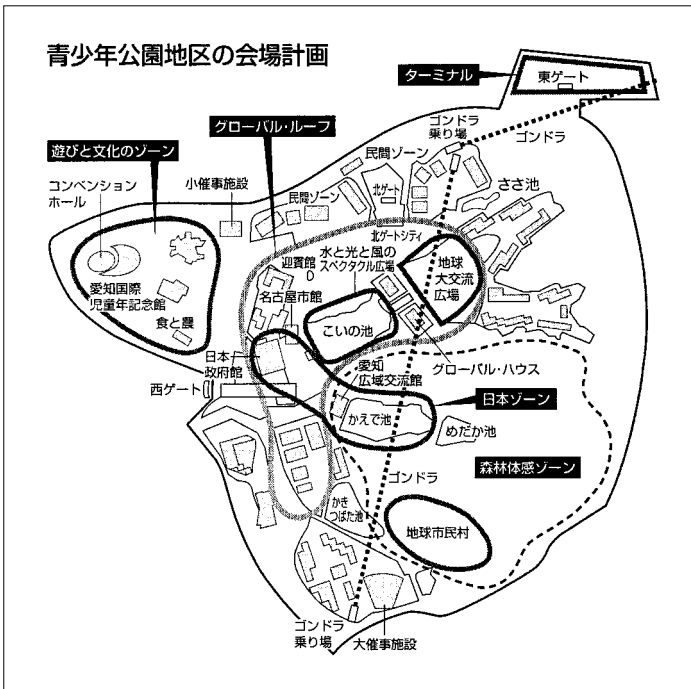 青少年公園地区の会場計画
ターミナル
東ゲート
ゴンドラ
乗り場
ゴンドラ
グローバル・ループ
遊びと文化のゾーン
民間ゾーン
コンベンション
ホール
小催事施設
民間ゾーン
北ゲート
ささ池
北ゲートシティ
水と光と風の
スペクタクル広場
迎賓館
地球
大交流
広場
愛知国際
児童年記念館
名古屋市館
こいの池
食と農
グローバル・ハウス
日本
政府館
愛知
広域交流館
西ゲート
日本ゾーン
かえで池
めだか池
森林体感ゾーン
ゴンドラ
かき
つばた池
地球市民村
ゴンドラ
乗り場
大催事施設